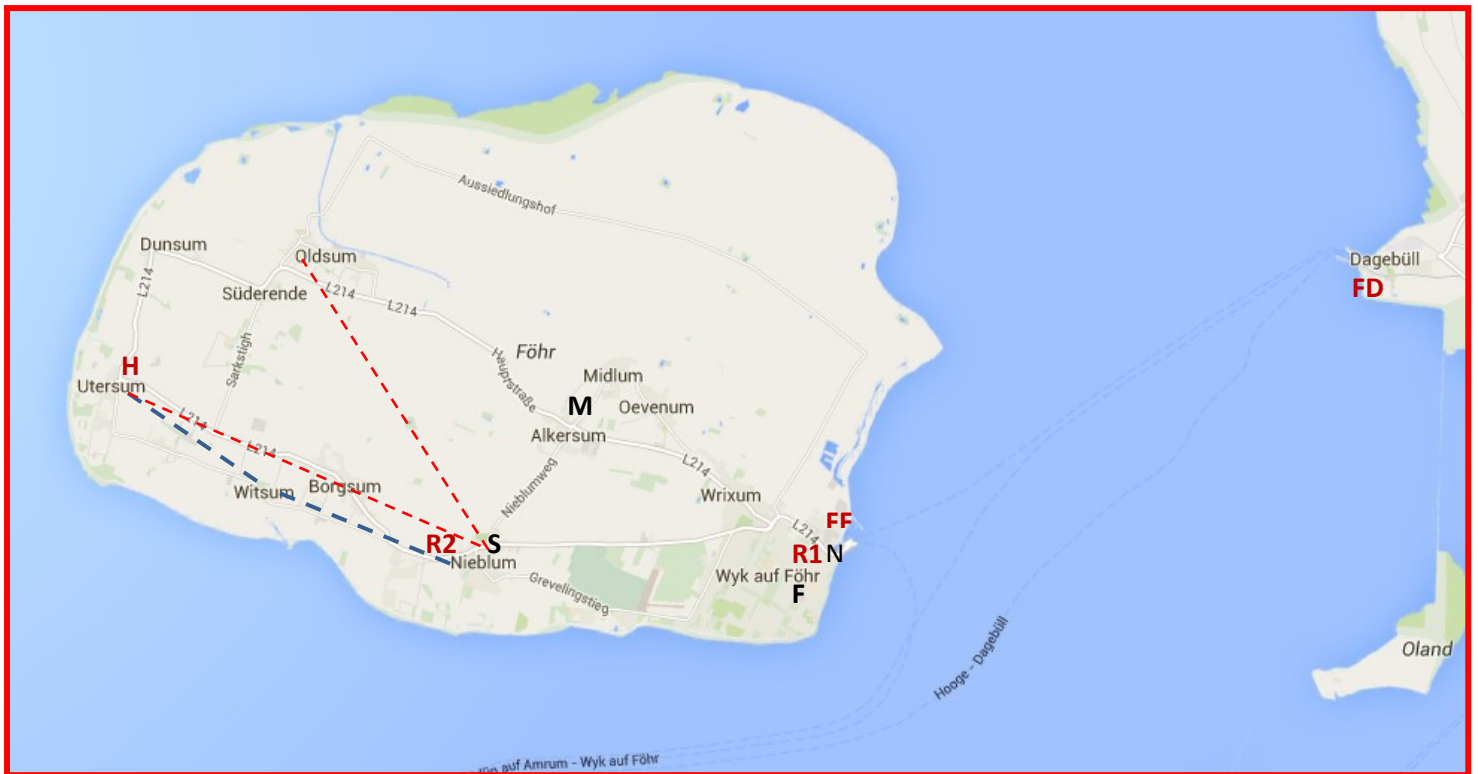 Aussiedlungshof
Dunsum
Oldsum
Dagebüll
L214
FD
Süderende
L214
L214
Sarkstigh
Föhr
Hauptstraße
H
Utersum
Midlum
M
Oevenum
L214
Alkersum
L214
L214
Nieblumweg
Witsum
Borgsum
Wrixum
FF
L214
R2
S
R1
N
Nieblum
Wyk auf Föhr
Grevelingstieg
F
Hooge - Dagebüll
Oland
auf Amrum - Wyk auf Föhr